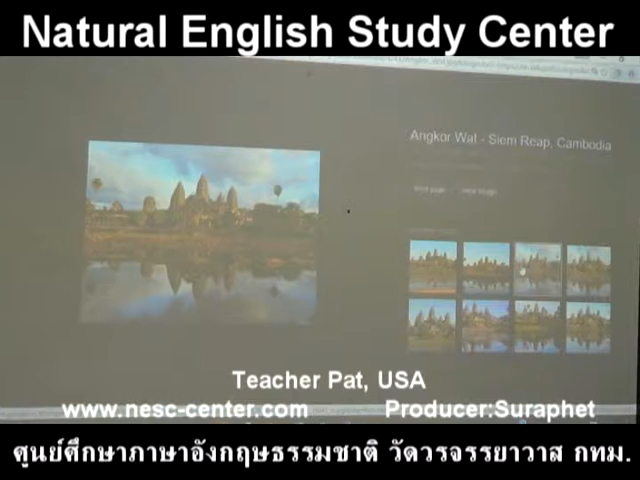 Natural English Study Center
Angkor Wat - Siem Reap, Cambodia
Teacher Pat, USA
www.nesc-center.com
Producer:Suraphet
ศูนย์ศึกษาภาษาอังกฤษธรรมชาติ วัดวรจรรยาวาส กทม.